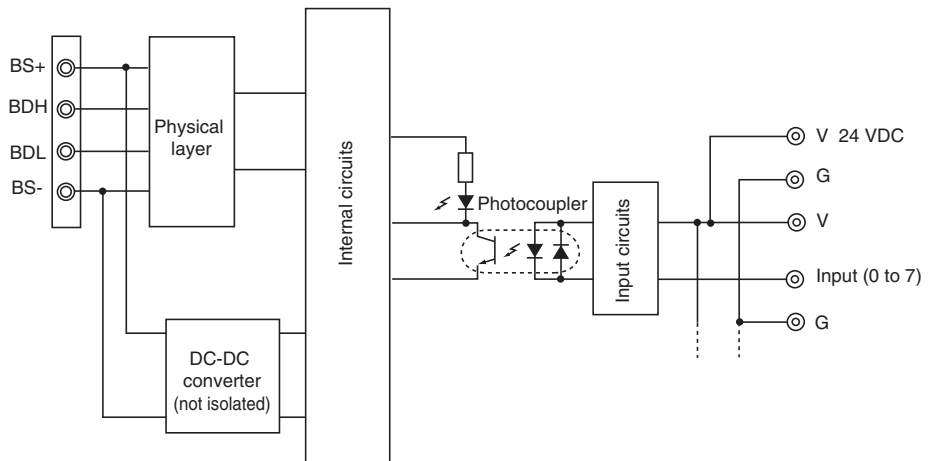 BS+
BDH
BDL
BS-
Physical
layer
DC-DC
converter
(not isolated)
Internal circuits
Photocoupler
Input circuits
V 24 VDC
G
V
Input (0 to 7)
G